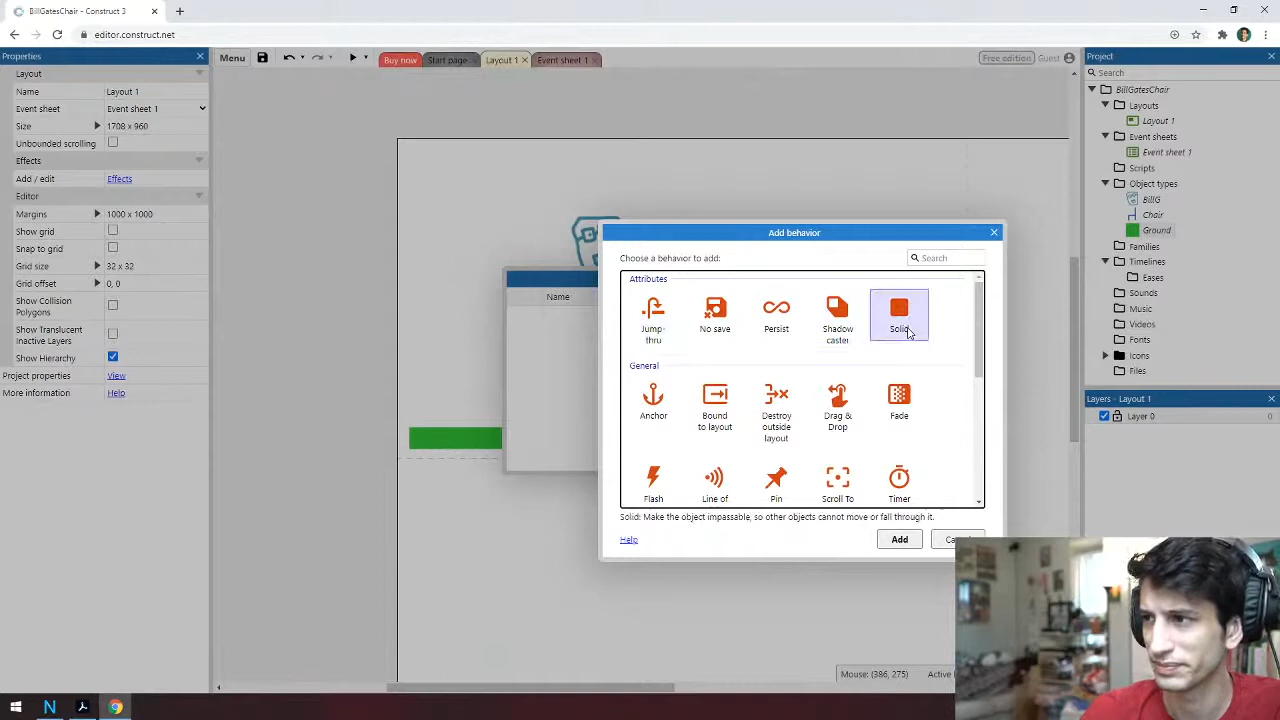 BillGatesChair - Construct 3
editor.construct.net
Properties
Menu
Buy now
Start page
Layout 1
Event sheet 1
Free edition
Guest
Project
Layout
Name
Layout 1
Event sheet
Event sheet 1
Size
1708 x 960
Unbounded scrolling
Effects
Add / edit
Effects
Editor
Margins
1000 x 1000
Show grid
Snap to grid
Grid size
32 x 32
Grid offset
0, 0
Show Collision
Polygons
Show Translucent
Inactive Layers
Show Hierarchy
Project properties
View
More information
Help
Name
Add behavior
Choose a behavior to add:
Search
Attributes
Jump-
thru
No save
Persist
Shadow
caster
Solid
General
Anchor
Bound
to layout
Destroy
outside
layout
Drag &
Drop
Fade
Flash
Line of
Pin
Scroll To
Timer
Solid: Make the object impassable, so other objects cannot move or fall through it.
Help
Add
Mouse: (386, 275)
Active
Search
BillGatesChair
Layouts
Layout 1
Event sheets
Event sheet 1
Scripts
Object types
BillG
Chair
Ground
Families
Timelines
Eases
Sounds
Music
Videos
Fonts
Icons
Files
Layers - Layout 1
Layer 0
0